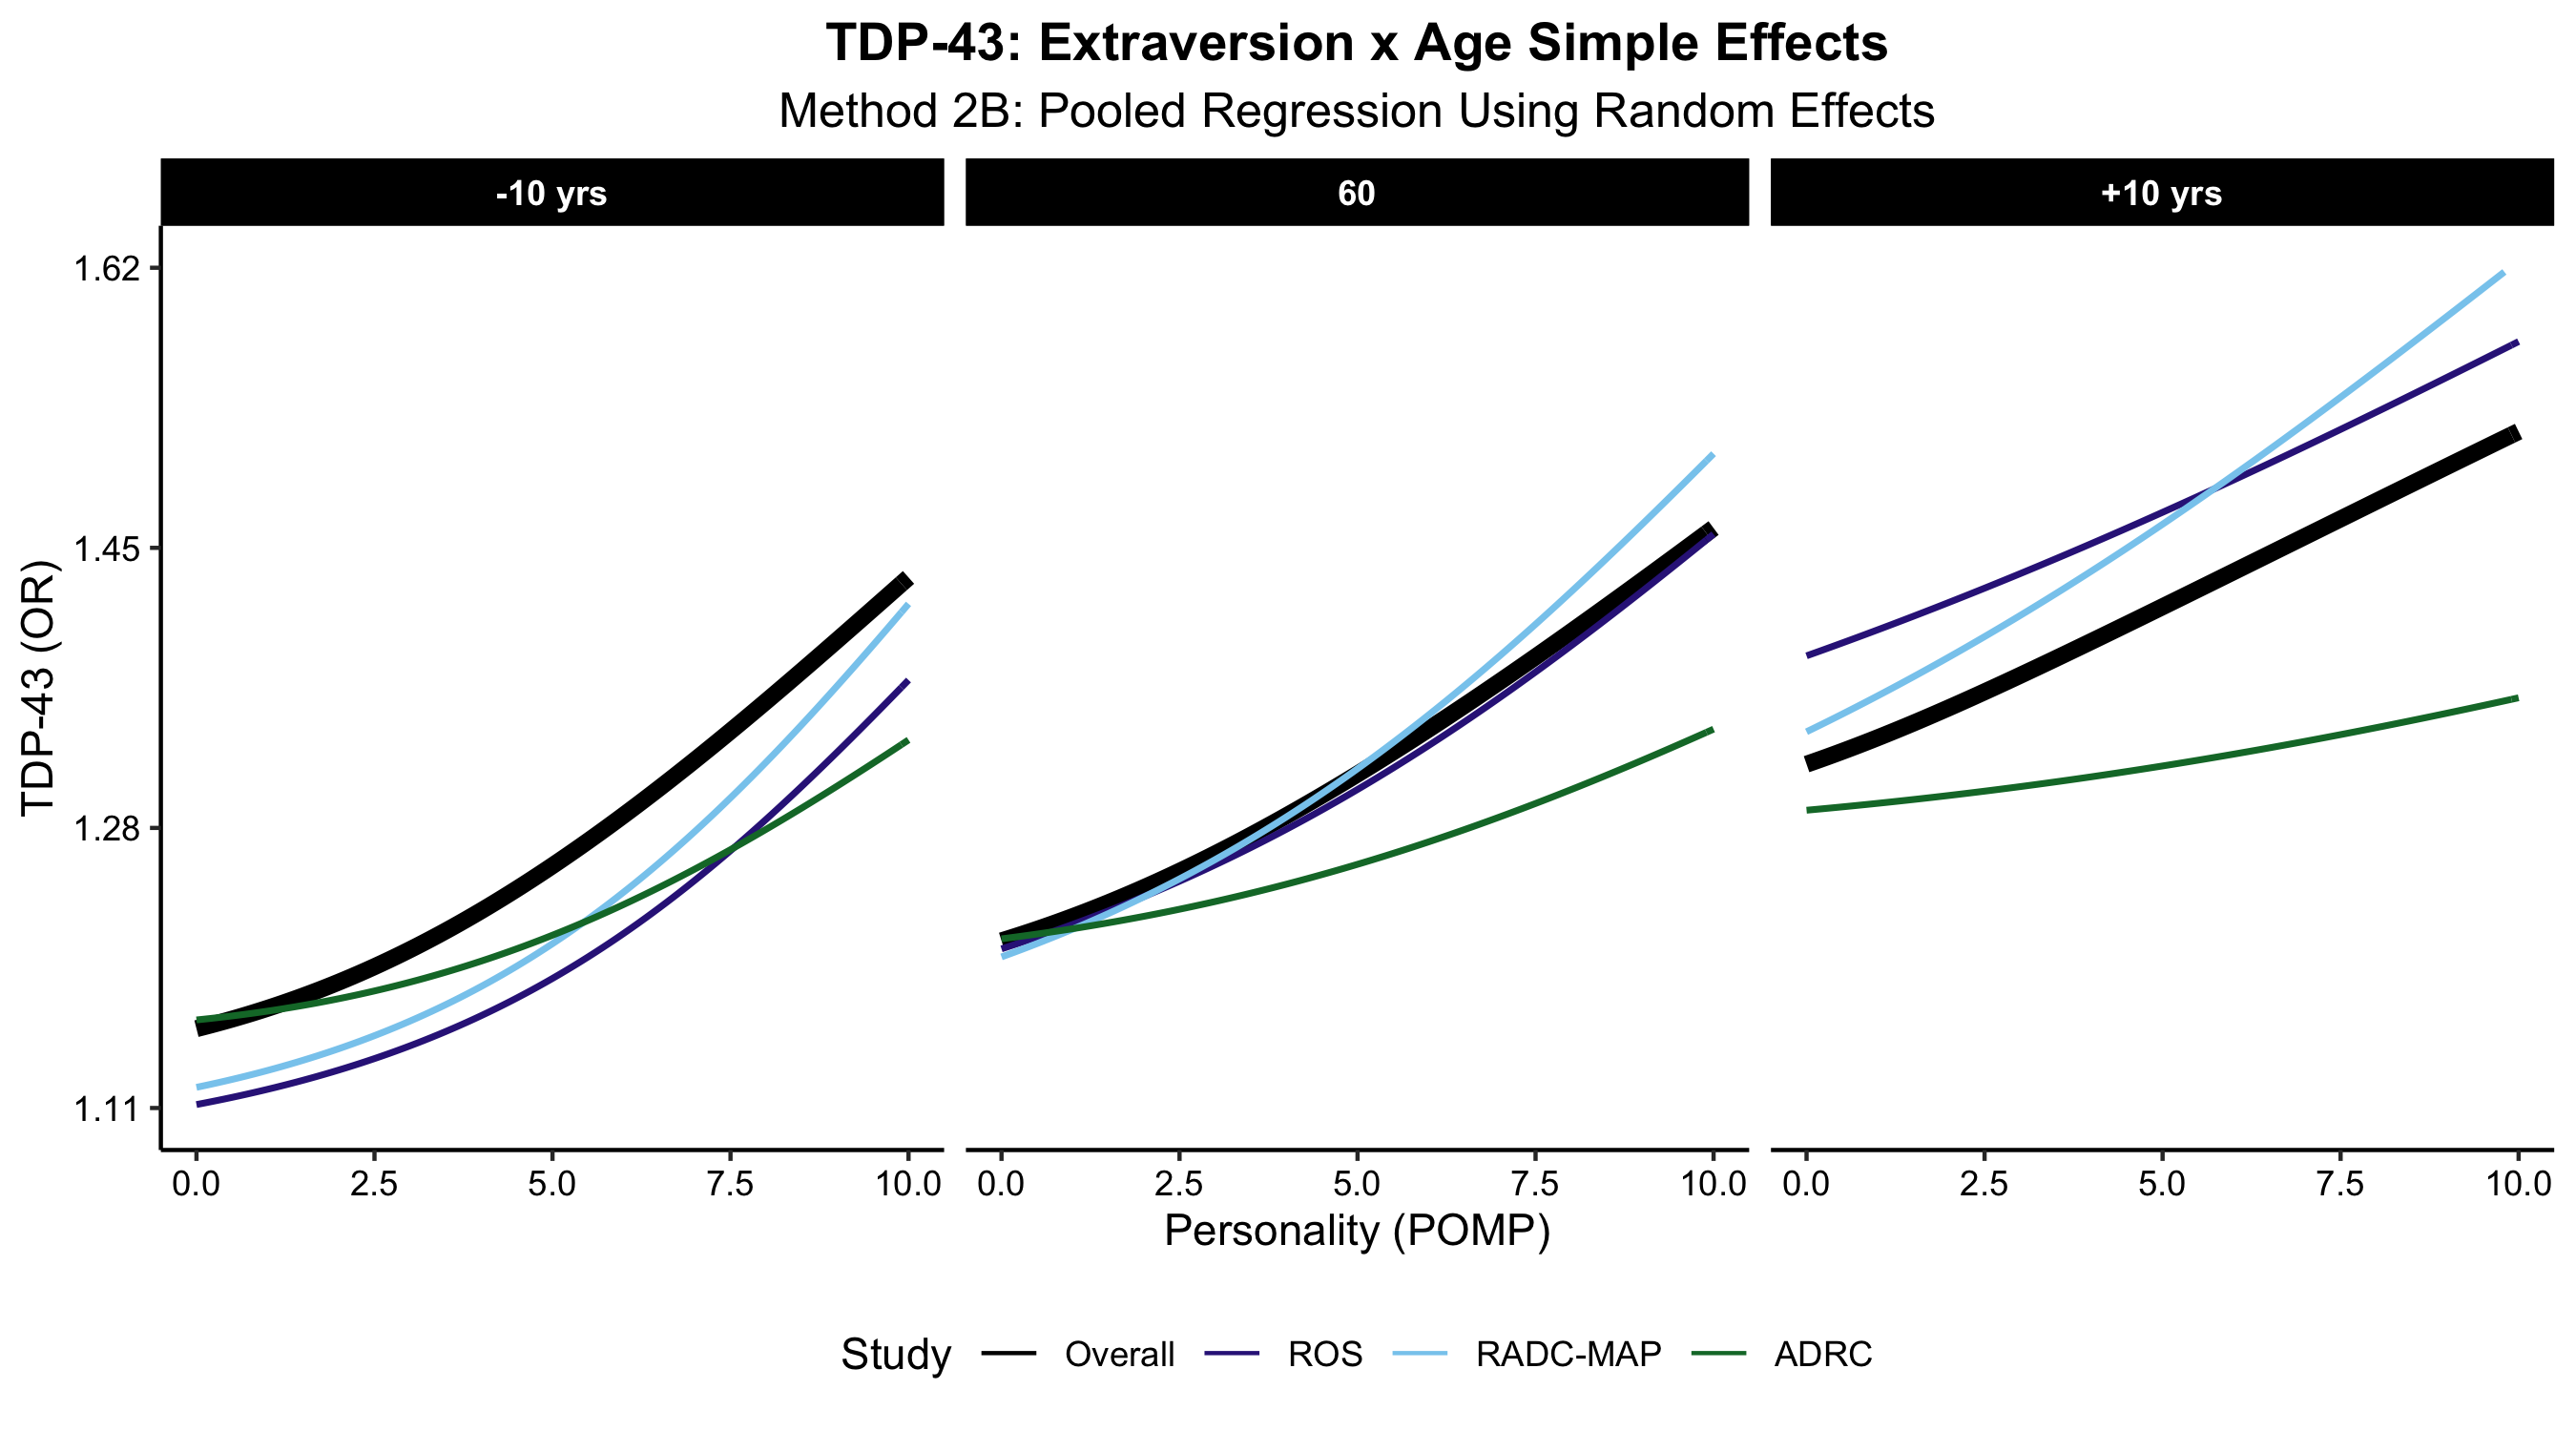 TDP-43: Extraversion x Age Simple Effects
Method 2B: Pooled Regression Using Random Effects
-10 yrs 60 +10 yrs
TDP-43 (OR)
1.62
1.45
1.28
1.11
0.0 2.5 5.0 7.5 10.0 0.0 2.5 5.0 7.5 10.0 0.0 2.5 5.0 7.5 10.0
Personality (POMP)
Study Overall ROS RADC-MAP ADRC